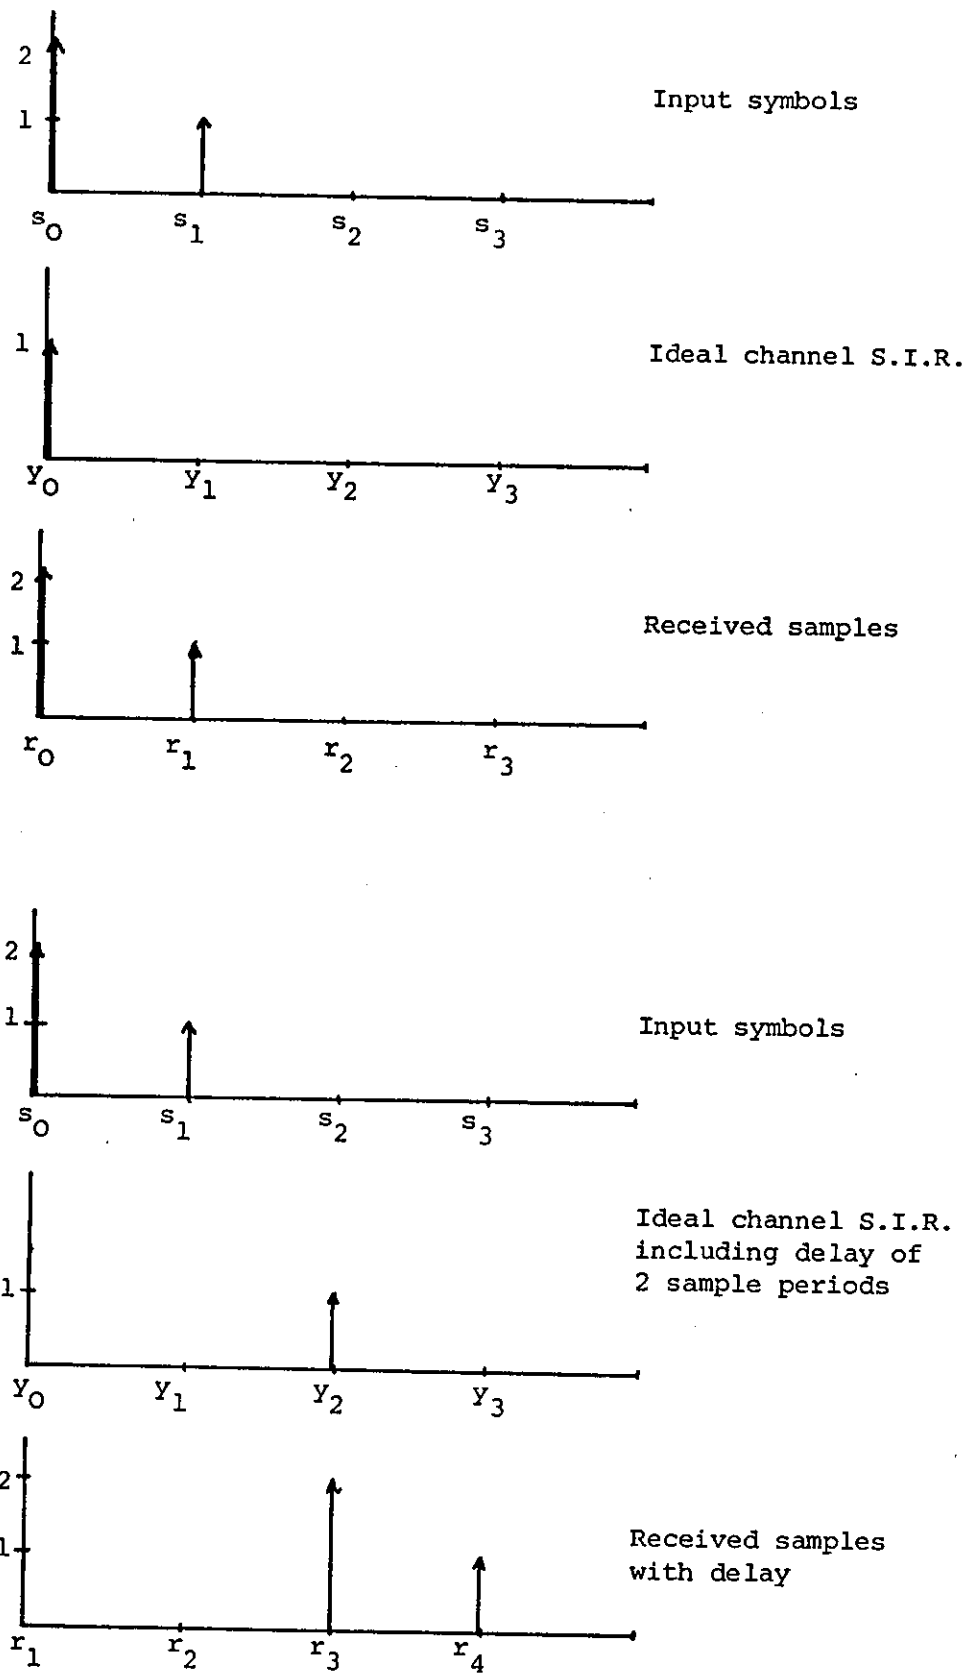 2
1
Input symbols
s0 s1 s2 s3
1
Ideal channel S.I.R.
y0 y1 y2 y3
2
1
Received samples
r0 r1 r2 r3
2
1
Input symbols
s0 s1 s2 s3
Ideal channel S.I.R.
including delay of
2 sample periods
1
y0 y1 y2 y3
2
1
Received samples
with delay
r1 r2 r3 r4